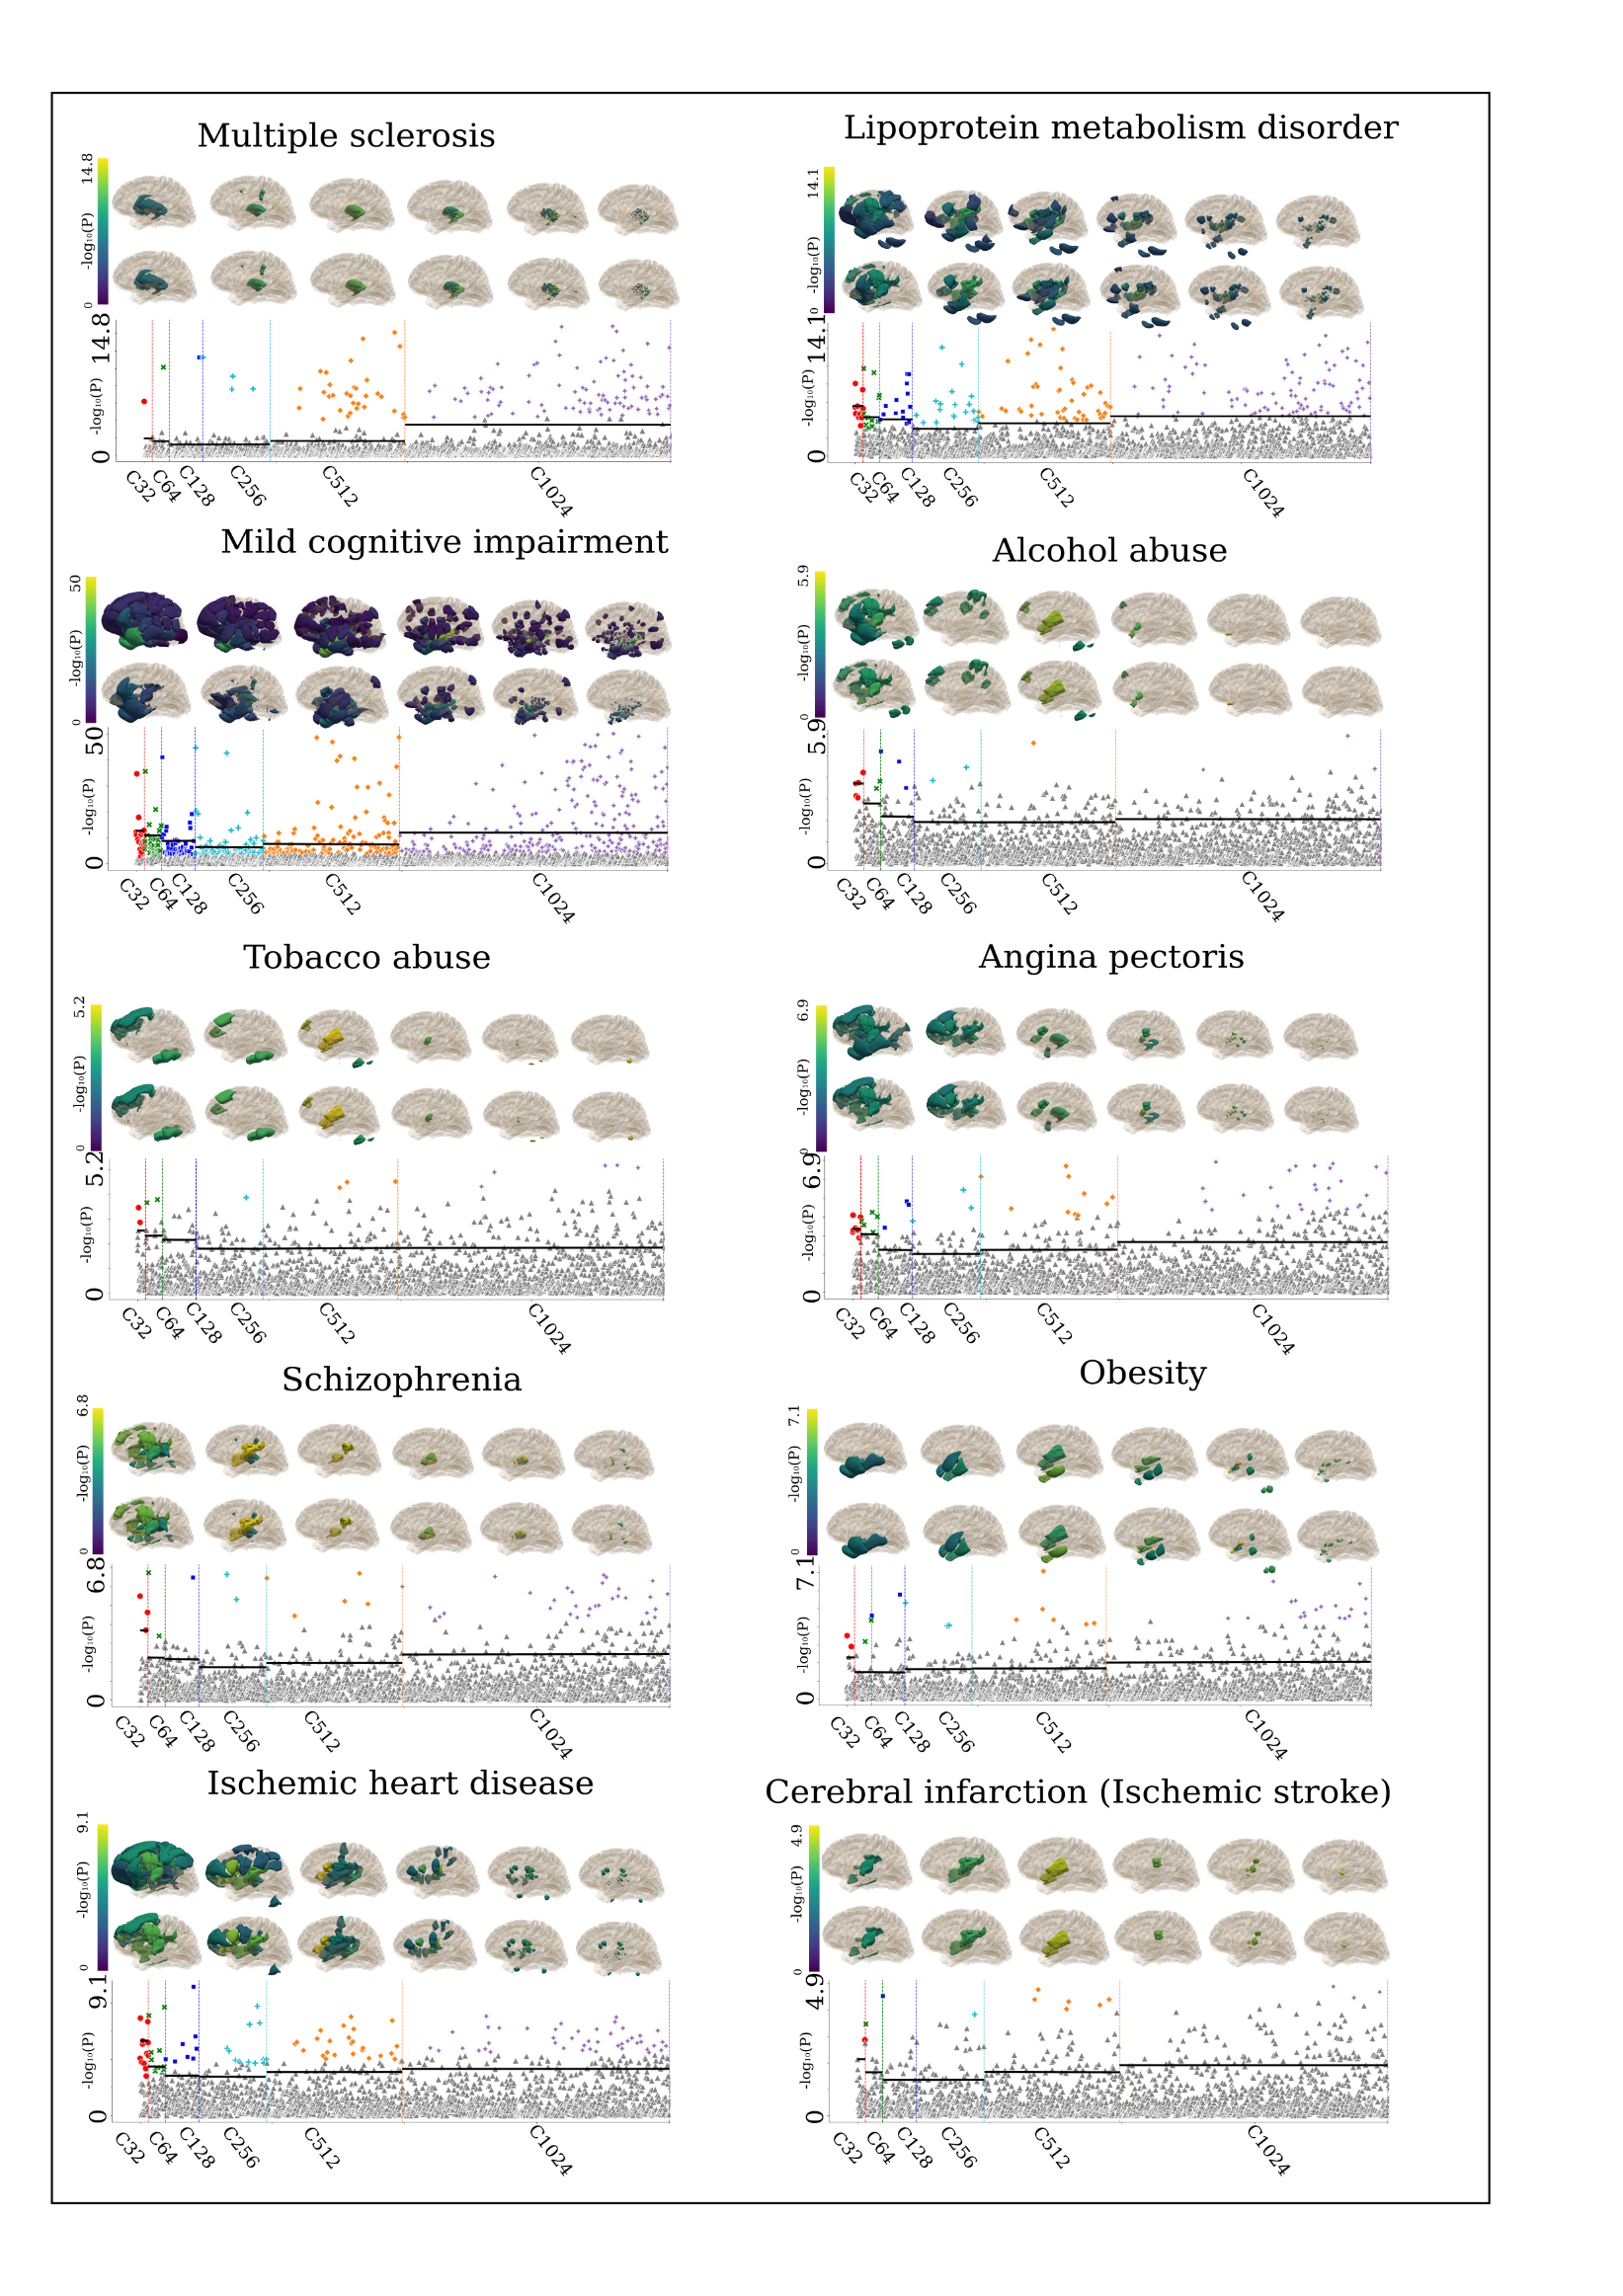 Multiple sclerosis
14.8
-log₁₀(P)
0
14.8
-log₁₀(P)
0
C32 C64 C128 C256 C512 C1024
Lipoprotein metabolism disorder
14.1
-log₁₀(P)
0
14.1
-log₁₀(P)
0
C32 C64 C128 C256 C512 C1024
Mild cognitive impairment
50
-log₁₀(P)
0
50
-log₁₀(P)
0
C32 C64 C128 C256 C512 C1024
Alcohol abuse
5.9
-log₁₀(P)
0
5.9
-log₁₀(P)
0
C32 C64 C128 C256 C512 C1024
Tobacco abuse
5.2
-log₁₀(P)
0
5.2
-log₁₀(P)
0
C32 C64 C128 C256 C512 C1024
Angina pectoris
6.9
-log₁₀(P)
0
6.9
-log₁₀(P)
0
C32 C64 C128 C256 C512 C1024
Schizophrenia
6.8
-log₁₀(P)
0
6.8
-log₁₀(P)
0
C32 C64 C128 C256 C512 C1024
Obesity
7.1
-log₁₀(P)
0
7.1
-log₁₀(P)
0
C32 C64 C128 C256 C512 C1024
Ischemic heart disease
9.1
-log₁₀(P)
0
9.1
-log₁₀(P)
0
C32 C64 C128 C256 C512 C1024
Cerebral infarction (Ischemic stroke)
4.9
-log₁₀(P)
0
4.9
-log₁₀(P)
0
C32 C64 C128 C256 C512 C1024